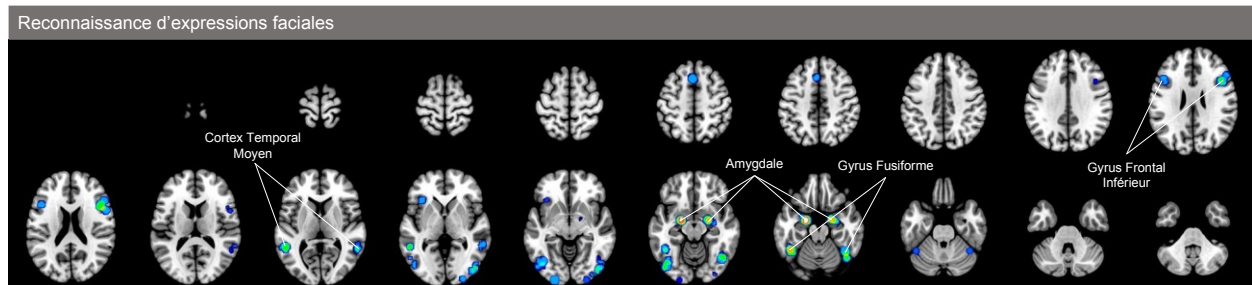 Reconnaissance d'expressions faciales
Cortex Temporal
Moyen
Amygdale
Gyrus Fusiforme
Gyrus Frontal
Inférieur